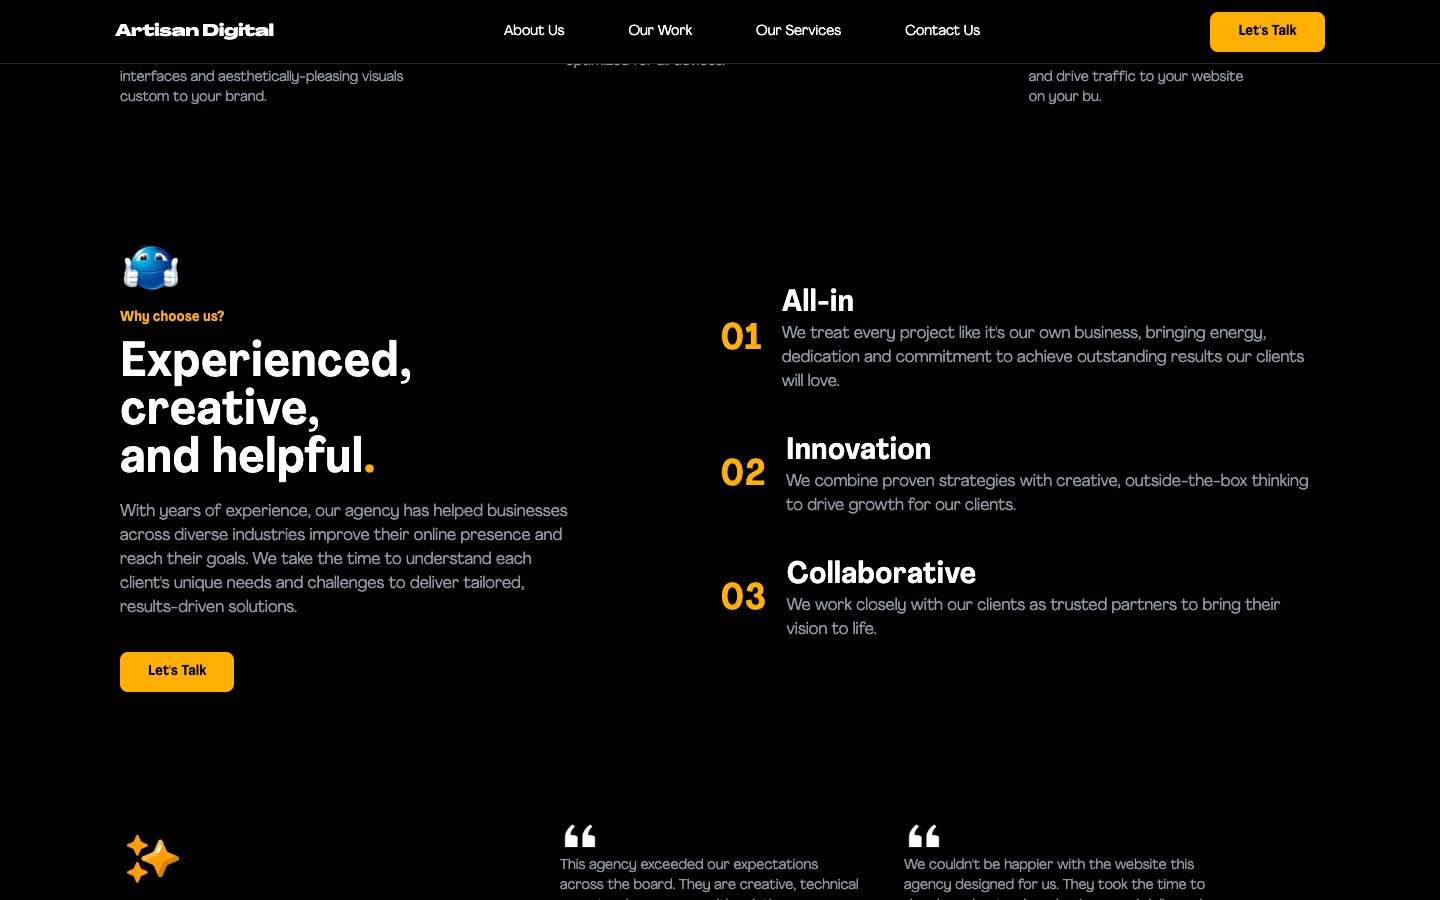 Artisan Digital
About Us
Our Work
Our Services
Contact Us
Let's Talk
interfaces and aesthetically-pleasing visuals
custom to your brand.
optimized for all devices.
and drive traffic to your website
on your bu.
Why choose us?
Experienced,
creative,
and helpful.
With years of experience, our agency has helped businesses
across diverse industries improve their online presence and
reach their goals. We take the time to understand each
client's unique needs and challenges to deliver tailored,
results-driven solutions.
Let's Talk
01
All-in
We treat every project like it's our own business, bringing energy,
dedication and commitment to achieve outstanding results our clients
will love.
02
Innovation
We combine proven strategies with creative, outside-the-box thinking
to drive growth for our clients.
03
Collaborative
We work closely with our clients as trusted partners to bring their
vision to life.
This agency exceeded our expectations
across the board. They are creative, technical
We couldn't be happier with the website this
agency designed for us. They took the time to